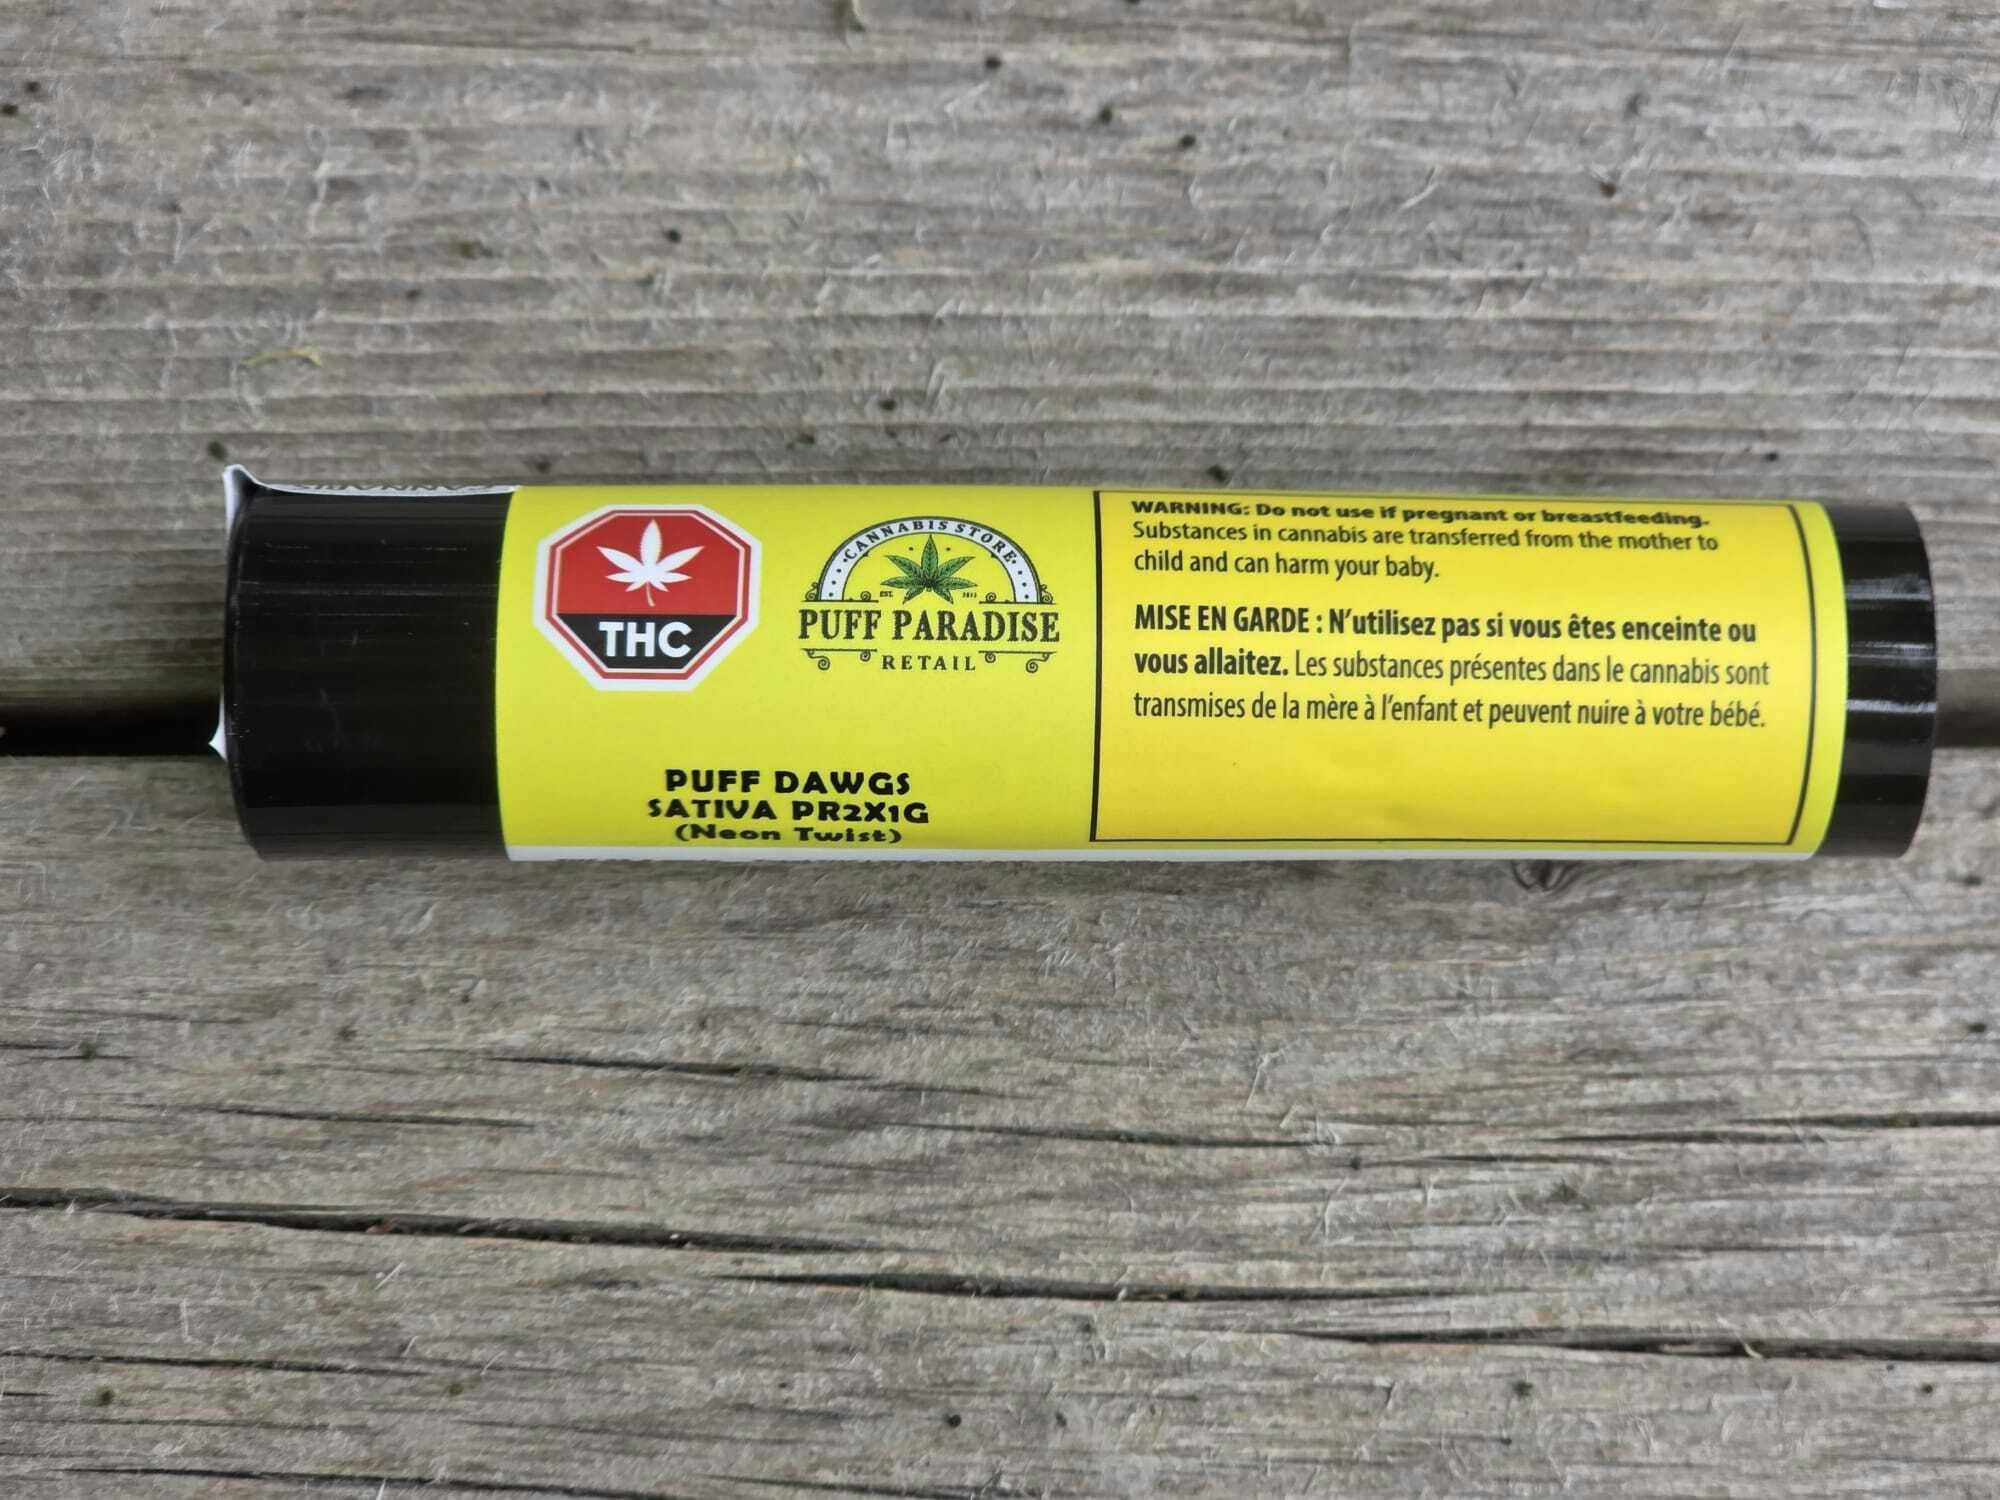 CANNABIS
THC
CANNABIS STORE
EST.
PUFF PARADISE
RETAIL
PUFF DAWGS
SATIVA PR2X1G
(Neon Twist)
WARNING: Do not use if pregnant or breastfeeding.
Substances in cannabis are transferred from the mother to
child and can harm your baby.
MISE EN GARDE : N'utilisez pas si vous êtes enceinte ou
vous allaitez. Les substances présentes dans le cannabis sont
transmises de la mère à l'enfant et peuvent nuire à votre bébé.